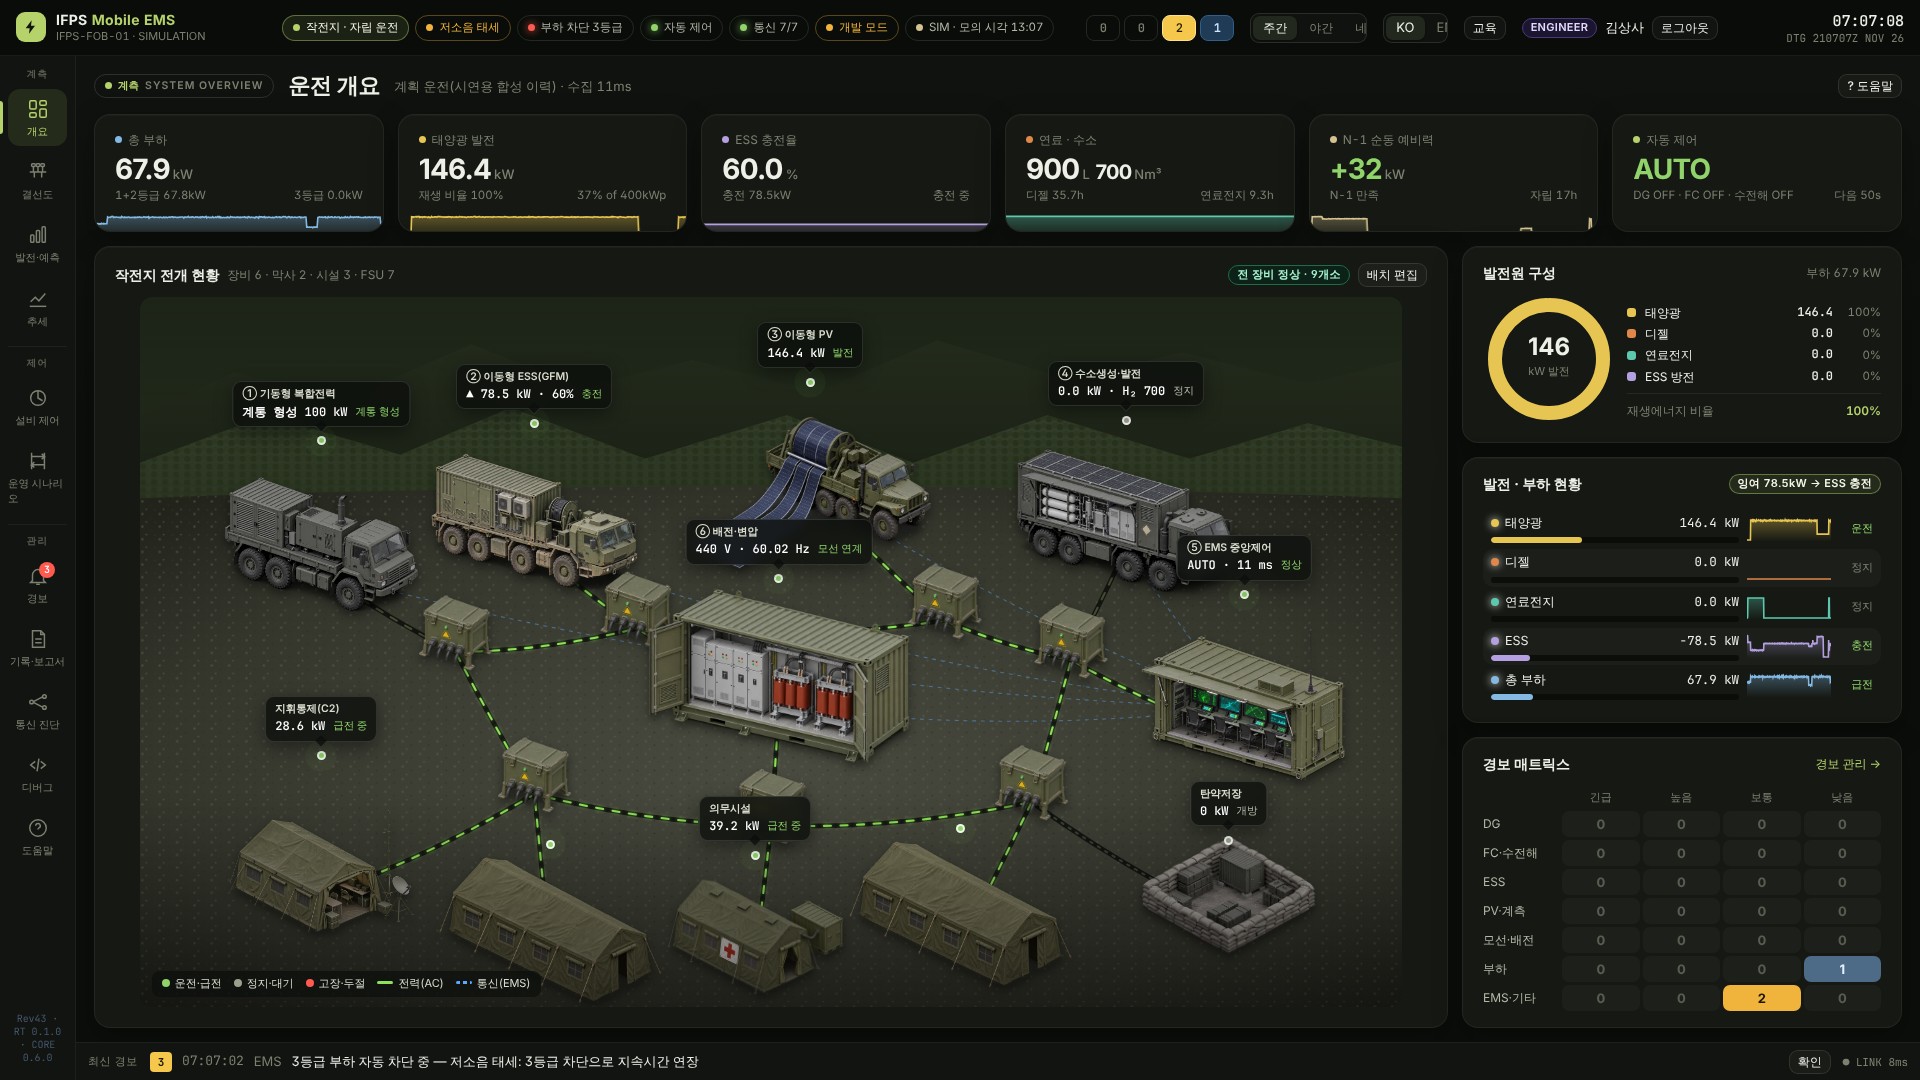 IFPS Mobile EMS
IFPS-FOB-01 · SIMULATION
작전지 · 자립 운전
저소음 태세
부하 차단 3등급
자동 제어
통신 7/7
개발 모드
SIM · 모의 시각 13:07
0 0 2 1
주간 야간
KO
교육
ENGINEER 김상사 로그아웃
07:07:08
DTG 210707Z NOV 26
계측
개요
결선도
발전·예측
추세
제어
설비 제어
운영 시나리오
관리
3
경보
기록·보고서
통신 진단
디버그
도움말
Rev43 ·
RT 0.1.0
· CORE
0.6.0
계측 SYSTEM OVERVIEW
운전 개요
계획 운전(시연용 합성 이력) · 수집 11ms
? 도움말
총 부하
67.9 kW
1+2등급 67.8kW 3등급 0.0kW
태양광 발전
146.4 kW
재생 비율 100% 37% of 400kWp
ESS 충전율
60.0 %
충전 78.5kW 충전 중
연료 · 수소
900 L 700 Nm³
디젤 35.7h 연료전지 9.3h
N-1 순동 예비력
+32 kW
N-1 만족 자립 17h
자동 제어
AUTO
DG OFF · FC OFF · 수전해 OFF 다음 50s
작전지 전개 현황 장비 6 · 막사 2 · 시설 3 · FSU 7
전 장비 정상 · 9개소
배치 편집
① 기동형 복합전력
계통 형성 100 kW 계통 형성
② 이동형 ESS(GFM)
▲ 78.5 kW · 60% 충전
③ 이동형 PV
146.4 kW 발전
④ 수소생성·발전
0.0 kW · H₂ 700 정지
⑥ 배전·변압
440 V · 60.02 Hz 모선 연계
⑤ EMS 중앙제어
AUTO · 11 ms 정상
지휘통제(C2)
28.6 kW 급전 중
의무시설
39.2 kW 급전 중
탄약저장
0 kW 개방
운전·급전 정지·대기 고장·두절 전력(AC) 통신(EMS)
발전원 구성 부하 67.9 kW
146
kW 발전
태양광 146.4 100%
디젤 0.0 0%
연료전지 0.0 0%
ESS 방전 0.0 0%
재생에너지 비율 100%
발전 · 부하 현황 잉여 78.5kW → ESS 충전
태양광 146.4 kW 운전
디젤 0.0 kW 정지
연료전지 0.0 kW 정지
ESS -78.5 kW 충전
총 부하 67.9 kW 급전
경보 매트릭스 경보 관리 →
긴급 높음 보통 낮음
DG 0 0 0 0
FC·수전해 0 0 0 0
ESS 0 0 0 0
PV·계측 0 0 0 0
모선·배전 0 0 0 0
부하 0 0 0 1
EMS·기타 0 0 2 0
최신 경보 3 07:07:02 EMS 3등급 부하 자동 차단 중 — 저소음 태세: 3등급 차단으로 지속시간 연장
확인 LINK 8ms